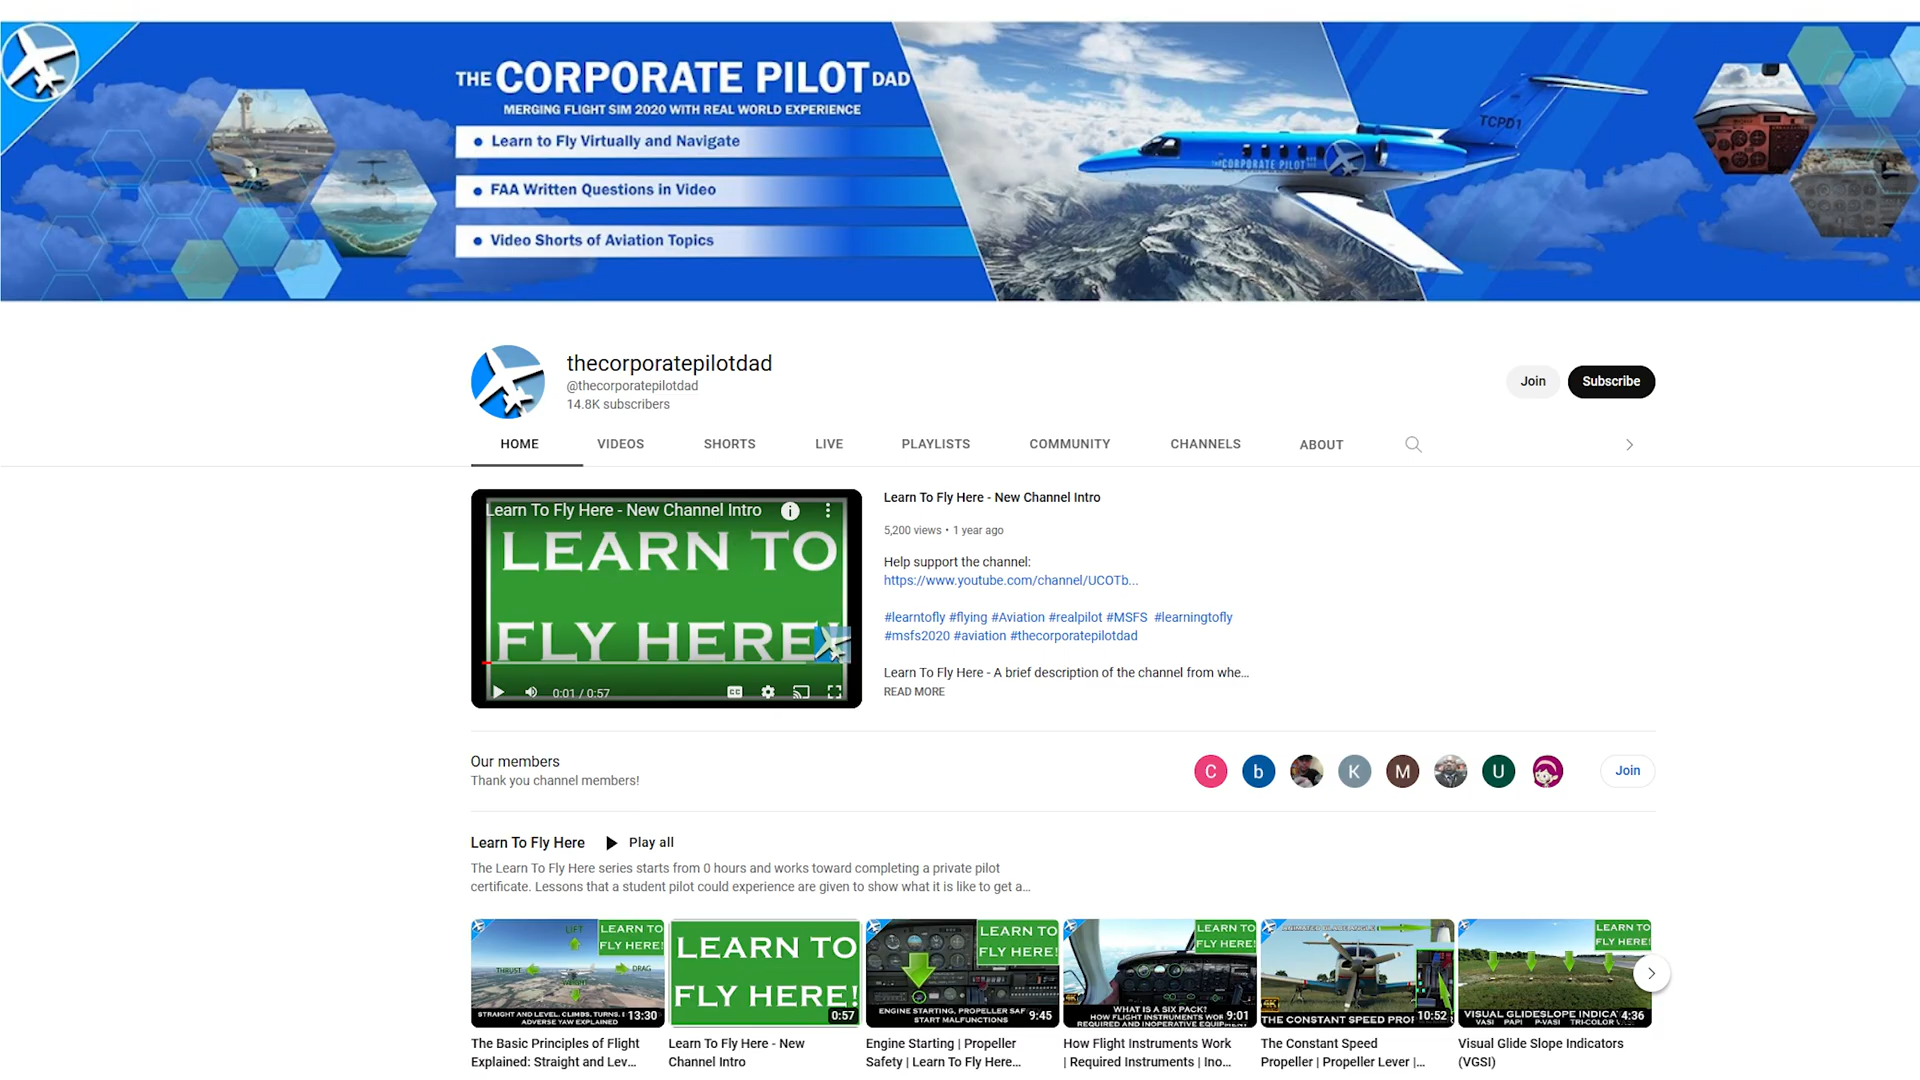 THE CORPORATE PILOT DAD
MERGING FLIGHT SIM 2020 WITH REAL WORLD EXPERIENCE
• Learn to Fly Virtually and Navigate
• FAA Written Questions in Video
• Video Shorts of Aviation Topics
TCPD1
THE CORPORATE PILOT DAD
thecorporatepilotdad
@thecorporatepilotdad
14.8K subscribers
Join
Subscribe
HOME
VIDEOS
SHORTS
LIVE
PLAYLISTS
COMMUNITY
CHANNELS
ABOUT
Learn To Fly Here - New Channel Intro
LEARN TO
FLY HERE!
0:01 / 0:57
CC
Learn To Fly Here - New Channel Intro
5,200 views • 1 year ago
Help support the channel:
https://www.youtube.com/channel/UCOTb...
#learntofly #flying #Aviation #realpilot #MSFS #learningtofly
#msfs2020 #aviation #thecorporatepilotdad
Learn To Fly Here - A brief description of the channel from whe...
READ MORE
Our members
Thank you channel members!
C
b
K
M
U
Join
Learn To Fly Here
Play all
The Learn To Fly Here series starts from 0 hours and works toward completing a private pilot
certificate. Lessons that a student pilot could experience are given to show what it is like to get a...
LIFT
LEARN TO
FLY HERE!
THRUST
DRAG
WEIGHT
STRAIGHT AND LEVEL, CLIMBS, TURNS,
ADVERSE YAW EXPLAINED
13:30
The Basic Principles of Flight
Explained: Straight and Lev...
LEARN TO
FLY HERE!
0:57
Learn To Fly Here - New
Channel Intro
LEARN TO
FLY HERE!
ENGINE STARTING, PROPELLER SAF
START MALFUNCTIONS
9:45
Engine Starting | Propeller
Safety | Learn To Fly Here...
LEARN TO
FLY HERE!
4K
WHAT IS A SIX PACK?
HOW FLIGHT INSTRUMENTS WOR
REQUIRED AND INOPERATIVE EQUIPMENT
9:01
How Flight Instruments Work
| Required Instruments | Ino...
ANIMATED BLADE ANGLE
4K
THE CONSTANT SPEED PROP
10:52
The Constant Speed
Propeller | Propeller Lever |...
LEARN TO
FLY HERE!
VISUAL GLIDESLOPE INDICA
VASI PAPI P-VASI TRI-COLOR
4:36
Visual Glide Slope Indicators
(VGSI)